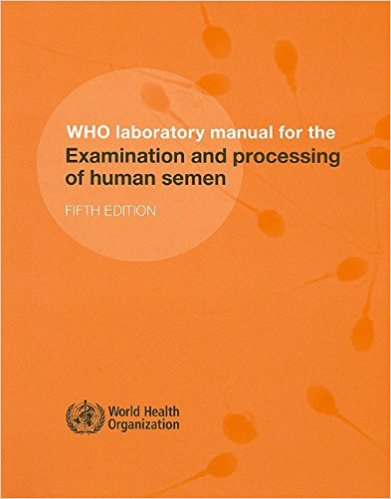 WHO laboratory manual for the
Examination and processing
of human semen
FIFTH EDITION
World Health
Organization